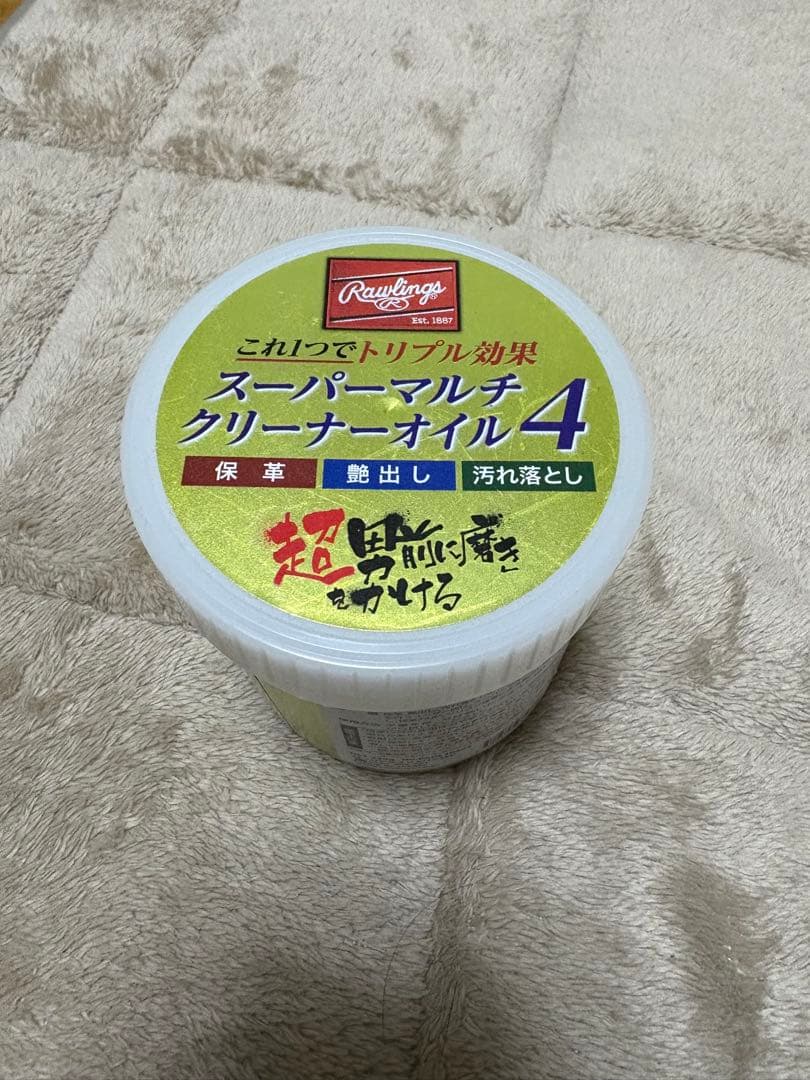 Rawlings
R
Est. 1887
これ1つでトリプル効果
スーパーマルチ
クリーナーオイル4
保革 艶出し 汚れ落とし
超男前に磨き
をかける